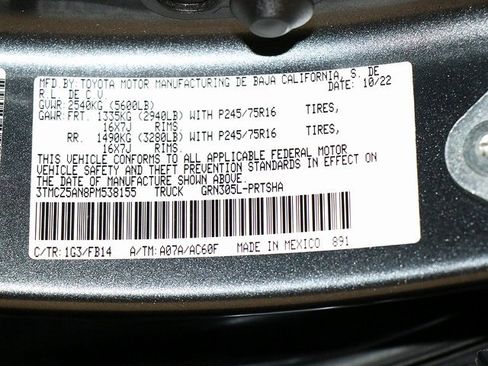 MFD.BY:TOYOTA MOTOR MANUFACTURING DE BAJA CALIFORNIA, S. DE
R.L. DE C.V. DATE: 10/22
GVWR: 2540KG (5600LB)
GAWR:FRT. 1335KG (2940LB) WITH P245/75R16 TIRES,
16X7J RIMS.
RR. 1490KG (3280LB) WITH P245/75R16 TIRES,
16X7J RIMS.
THIS VEHICLE CONFORMS TO ALL APPLICABLE FEDERAL MOTOR
VEHICLE SAFETY AND THEFT PREVENTION STANDARDS IN EFFECT ON
THE DATE OF MANUFACTURE SHOWN ABOVE.
3TMCZ5AN8PM538155 TRUCK GRN305L-PRTSHA
C/TR: 1G3/FB14 A/TM: A07A/AC60F MADE IN MEXICO 891